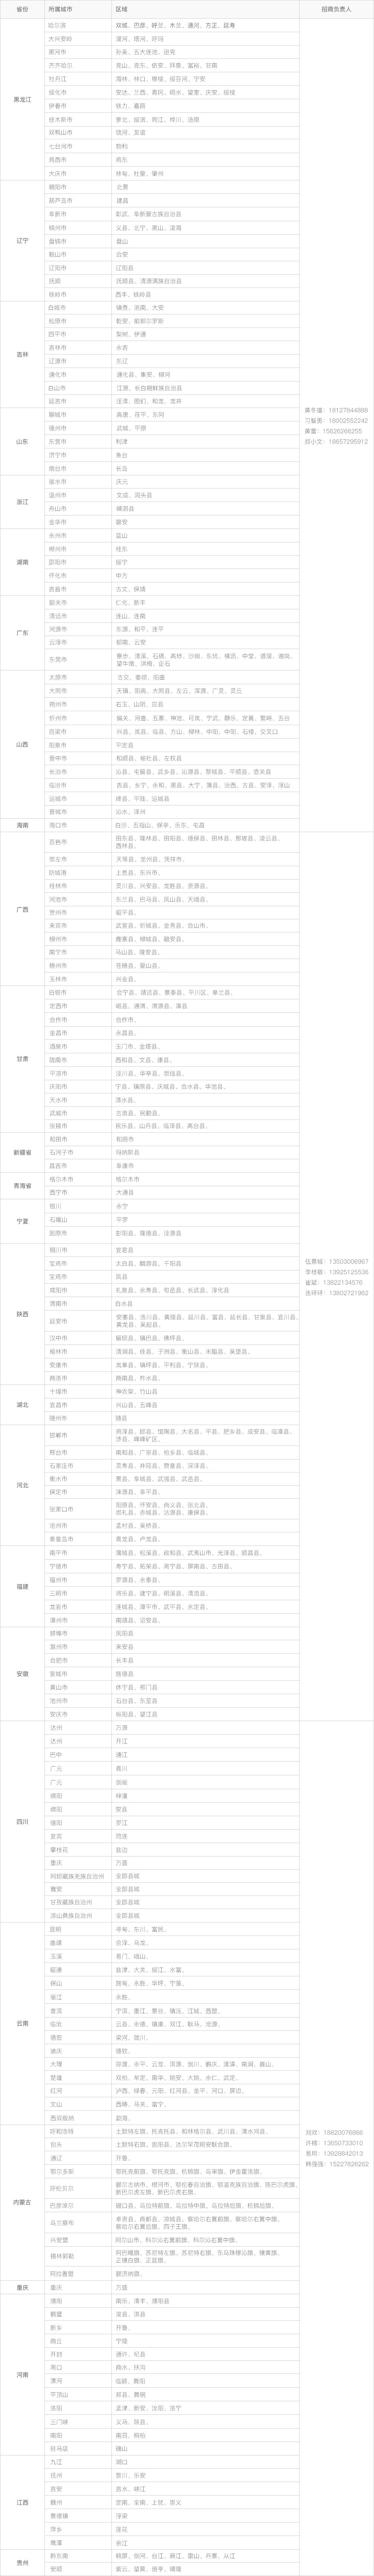 省份 所属城市 区域 招商负责人
黑龙江
哈尔滨 双城、巴彦、呼兰、木兰、通河、方正、延寿
大兴安岭 漠河、塔河、呼玛
黑河市 孙吴、五大连池、逊克
齐齐哈尔 克山、克东、依安、拜泉、富裕、甘南
牡丹江 海林、林口、穆棱、绥芬河、宁安
绥化市 安达、兰西、青冈、明水、望奎、庆安、绥棱
伊春市 铁力、嘉荫
佳木斯市 萝北、绥滨、同江、桦川、汤原
双鸭山市 饶河、友谊
七台河市 勃利
鸡西市 鸡东
大庆市 林甸、杜蒙、肇州
辽宁
朝阳市 北票
葫芦岛市 建昌
阜新市 彰武、阜新蒙古族自治县
锦州市 义县、北宁、黑山、凌海
盘锦市 盘山
鞍山市 台安
辽阳市 辽阳县
抚顺 抚顺县、清源满族自治县
铁岭市 西丰、铁岭县
吉林
白城市 镇赉、洮南、大安
松原市 乾安、前郭尔罗斯
四平市 梨树、伊通
吉林市 永吉
辽源市 东辽
通化市 通化县、集安、柳河
白山市 江源、长白朝鲜族自治县
延吉市 汪清、图们、和龙、龙井
山东
聊城市 高唐、茌平、东阿
德州市 武城、平原
东营市 利津
济宁市 鱼台
烟台市 长岛
浙江
丽水市 庆元
温州市 文成、洞头县
舟山市 嵊泗县
金华市 磐安
湖南
永州市 蓝山
郴州市 桂东
邵阳市 绥宁
怀化市 中方
吉首市 古丈、保靖
广东
韶关市 仁化、新丰
清远市 连山、连南
河源市 东源、和平、连平
云浮市 郁南、云安
东莞市 寮步、清溪、石碣、高埗、沙田、东坑、横沥、中堂、道滘、谢岗、
望牛墩、洪梅、企石
山西
太原市 古交、娄烦、阳曲
大同市 天镇、阳高、大同县、左云、浑源、广灵、灵丘
朔州市 右玉、山阴、应县
忻州市 偏关、河曲、五寨、神池、岢岚、宁武、静乐、定襄、繁峙、五台
吕梁市 兴县、岚县、临县、方山、柳林、中阳、中阳、石楼、交叉口
阳泉市 平定县
晋中市 和顺县、榆社县、左权县
长治市 沁县、屯留县、武乡县、沁源县、黎城县、平顺县、壶关县
临汾市 吉县、乡宁、永和、隰县、大宁、蒲县、汾西、古县、安泽、浮山
运城市 绛县、平陆、运城县
晋城市 沁水、泽州
海南
海口市 白沙、五指山、保亭、乐东、屯昌
广西
百色市 田东县、隆林县、田阳县、德保县、田林县、那坡县、凌云县、
西林县。
崇左市 天等县、龙州县、凭祥市。
防城港 上思县、东兴市。
桂林市 灵川县、兴安县、龙胜县、资源县。
河池市 东兰县、巴马县、凤山县、天峨县。
贺州市 昭平县。
来宾市 武宣县、忻城县、金秀县、合山市。
柳州市 鹿寨县、柳城县、融安县。
南宁市 马山县、隆安县。
梧州市 苍梧县、蒙山县。
玉林市 兴业县。
甘肃
白银市 会宁县、靖远县、景泰县、平川区、皋兰县。
定西市 岷县、通渭、渭源县、漳县
合作市 合作市。
金昌市 永昌县。
酒泉市 玉门市、金塔县。
陇南市 西和县、文县、康县。
平凉市 泾川县、华亭县、崇信县。
庆阳市 宁县、镇原县、庆城县、合水县、华池县。
天水市 清水县。
武威市 古浪县、民勤县。
张掖市 民乐县、山丹县、临泽县、高台县。
新疆省
和田市 和田市
石河子市 玛纳斯县
昌吉市 阜康市
青海省
格尔木市 格尔木市
西宁市 大通县
宁夏
银川 永宁
石嘴山 平罗
固原市 彭阳县、隆德县、泾源县
陕西
铜川市 宜君县
宝鸡市 太白县、麟游县、千阳县
宝鸡市 凤县
咸阳市 礼泉县、永寿县、旬邑县、长武县、淳化县
渭南市 白水县
延安市 安塞县、洛川县、黄陵县、延川县、富县、延长县、甘泉县、宜川县、
黄龙县、吴起县。
汉中市 留坝县、镇巴县、佛坪县。
榆林市 清涧县、佳县、子洲县、衡山县、米脂县、吴堡县。
安康市 岚皋县、镇坪县、平利县、宁陕县。
商洛市 商南县、柞水县。
湖北
十堰市 神农架、竹山县
宜昌市 兴山县、五峰县
随州市 随县
河北
邯郸市 鸡泽县、邱县、馆陶县、大名县、平县、肥乡县、成安县、临漳县、
涉县、峰峰矿区。
邢台市 南和县、广宗县、柏乡县、临城县。
石家庄市 灵寿县、井陉县、赞皇县、深泽县。
衡水市 景县、阜城县、武强县、武邑县。
保定市 涞源县、阜平县。
张家口市 阳原县、怀安县、尚义县、张北县、
崇礼县、赤城县、沽源县、康保县。
沧州市 孟村县、吴桥县。
秦皇岛市 青龙县、卢龙县。
福建
南平市 蒲城县、松溪县、政和县、武夷山市、光泽县、顺昌县。
宁德市 寿宁县、柘荣县、周宁县、屏南县、古田县。
福州市 罗源县、永泰县。
三明市 将乐县、建宁县、明溪县、清流县。
龙岩市 连城县、漳平市、武平县、永定县。
漳州市 南靖县、诏安县。
安徽
蚌埠市 凤阳县
滁州市 来安县
合肥市 长丰县
宣城市 旌德县
黄山市 休宁县、祁门县
池州市 石台县、东至县
安庆市 枞阳县、望江县
四川
达州 万源
达州 开江
巴中 通江
广元 青川
广元 剑阁
绵阳 梓潼
绵阳 安县
德阳 罗江
宜宾 筠连
攀枝花 盐边
重庆 万盛
阿坝藏族羌族自治州 全部县城
雅安 全部县城
甘孜藏族自治州 全部县城
凉山彝族自治州 全部县城
云南
昆明 寻甸、东川、富民。
曲靖 会泽、马龙。
玉溪 易门、峨山。
昭通 盐津、大关、绥江、水富。
保山 施甸、永胜、华坪、宁蒗。
丽江 永胜。
普洱 宁洱、墨江、景谷、镇沅、江城、西盟。
临沧 云县、永德、镇康、双江、耿马、沧源。
德宏 梁河、陇川。
迪庆 德钦。
大理 弥渡、永平、云龙、洱源、剑川、鹤庆、漾濞、南涧、巍山。
楚雄 双柏、牟定、南华、姚安、大姚、永仁、武定。
红河 泸西、绿春、元阳、红河县、金平、河口、屏边。
文山 西畴、马关、富宁。
西双版纳 勐海。
内蒙古
呼和浩特 土默特左旗、托克托县、和林格尔县、武川县、清水河县。
包头 土默特右旗、固阳县、达尔罕茂明安联合旗。
通辽 开鲁。
鄂尔多斯 鄂托克前旗、鄂托克旗、杭锦旗、乌审旗、伊金霍洛旗。
呼伦贝尔 额尔古纳市、根河市、鄂伦春自治旗、鄂温克族自治旗、陈巴尔虎旗、
新巴尔虎左旗、新巴尔虎右旗。
巴彦淖尔 磴口县、乌拉特前旗、乌拉特中旗、乌拉特后旗、杭锦后旗。
乌兰察布 卓资县、商都县、凉城县、察哈尔右翼前旗、察哈尔右翼中旗、
察哈尔右翼后旗、四子王旗。
兴安盟 阿尔山市、科尔沁右翼前旗、科尔沁右翼中旗。
锡林郭勒 阿巴嘎旗、苏尼特左旗、苏尼特右旗、东乌珠穆沁旗、镶黄旗、
正镶白旗、正蓝旗。
阿拉善盟 额济纳旗。
重庆
重庆 万盛
河南
濮阳 南乐、清丰、濮阳县
鹤壁 浚县、淇县
新乡 开鲁。
商丘 宁陵
开封 通许、杞县
周口 商水、扶沟
漯河 临颍、舞阳
平顶山 郏县、舞钢
洛阳 孟津、新安、汝阳、洛宁
三门峡 义马、陕县。
南阳 南召、桐柏
驻马店 确山
江西
九江 湖口
抚州 黎川、乐安
吉安 吉水、峡江
赣州 定南、全南、上犹、崇义
景德镇 浮梁
萍乡 莲花
鹰潭 余江
贵州
黔东南 锦屏、剑河、台江、麻江、雷山、丹寨、从江
安顺 紫云、望莫、册亨、晴隆
黄冬雄：18127844888
习智勇：18002552242
黄蕾：15626266255
郑小文：18657295912
伍景城：13503006967
李桂敏：13925125536
崔斌：13822134576
连环环：13802721962
刘欢：18820076866
许榕：13650733010
易阳：13928842013
韩强强：15227826262